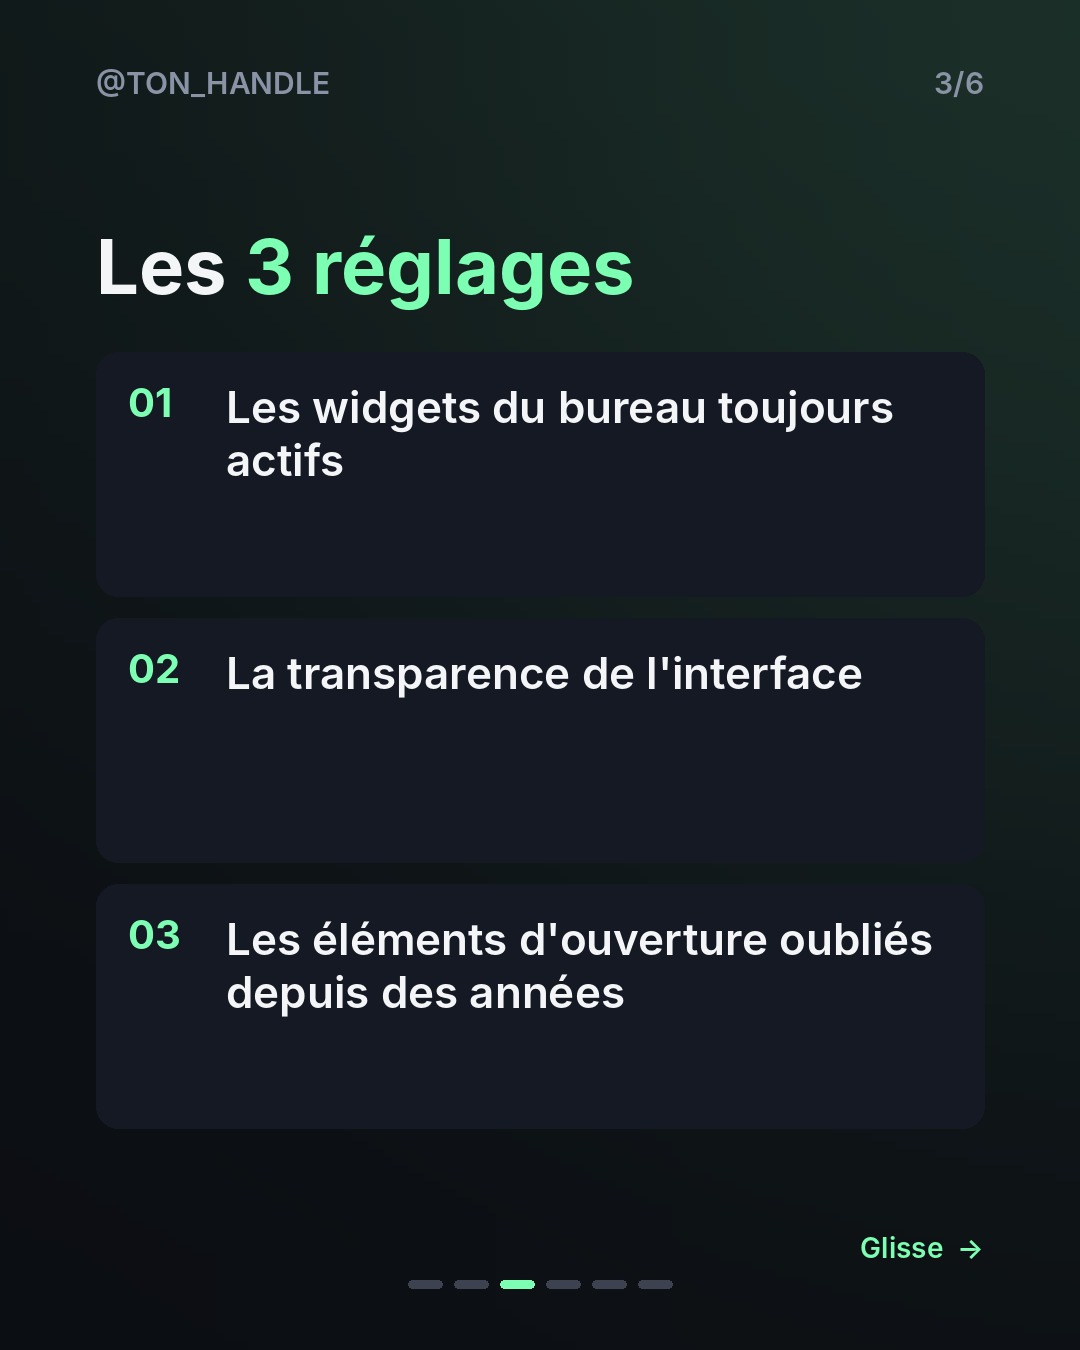 @TON_HANDLE
3/6
Les 3 réglages
01
Les widgets du bureau toujours
actifs
02
La transparence de l'interface
03
Les éléments d'ouverture oubliés
depuis des années
Glisse →